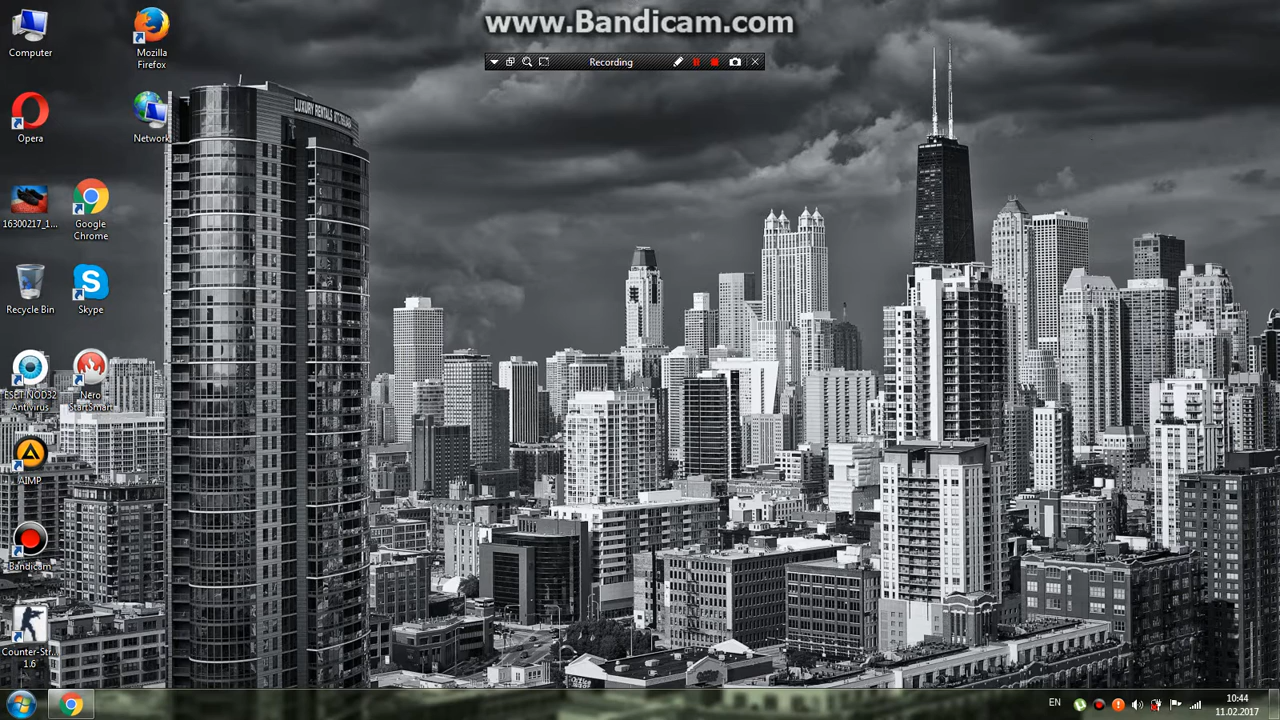 www.Bandicam.com
Recording
Computer
Mozilla
Firefox
Opera
Network
LUXURY RENTALS
16300217_1...
Google
Chrome
Recycle Bin
Skype
ESET NOD32
Antivirus
Nero
StartSmart
AIMP
Bandicam
Counter-Str...
1.6
EN
10:44
11.02.2017